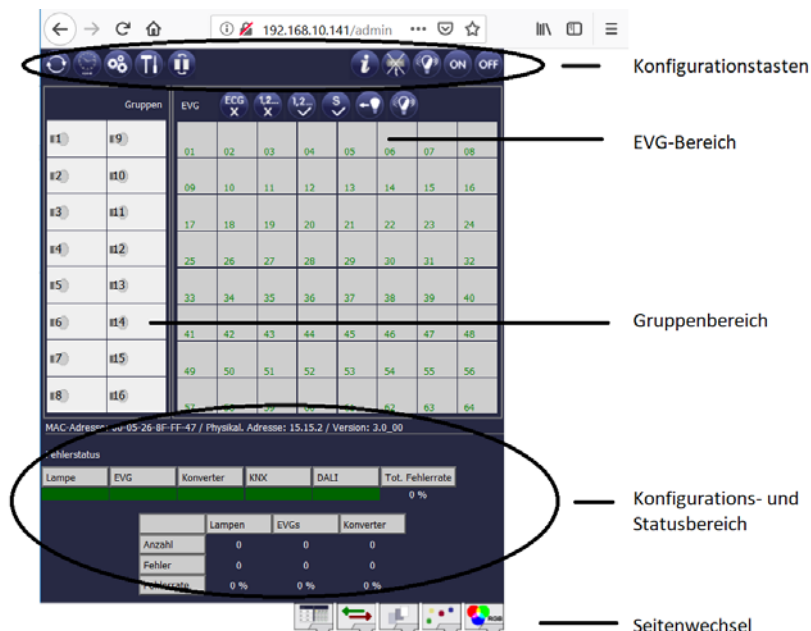 192.168.10.141/admin
i ON OFF
Konfigurationstasten
Gruppen EVG ECG X 1,2... X 1,2... S
EVG-Bereich
1 9
01 02 03 04 05 06 07 08
2 10
09 10 11 12 13 14 15 16
3 11
17 18 19 20 21 22 23 24
4 12
25 26 27 28 29 30 31 32
5 13
33 34 35 36 37 38 39 40
6 14
Gruppenbereich
41 42 43 44 45 46 47 48
7 15
49 50 51 52 53 54 55 56
8 16
57 58 59 60 61 62 63 64
MAC-Adresse: 00-05-26-8F-FF-47 / Physikal. Adresse: 15.15.2 / Version: 3.0_00
Fehlerstatus
Lampe EVG Konverter KNX DALI Tot. Fehlerrate
0 %
Konfigurations- und
Statusbereich
Lampen EVGs Konverter
Anzahl 0 0 0
Fehler 0 0 0
Fehlerrate 0 % 0 % 0 %
RGB
Seitenwechsel